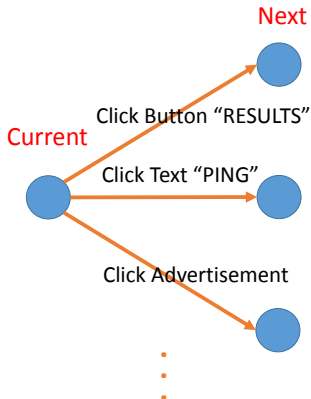 Next
Click Button “RESULTS”
Current
Click Text “PING”
Click Advertisement